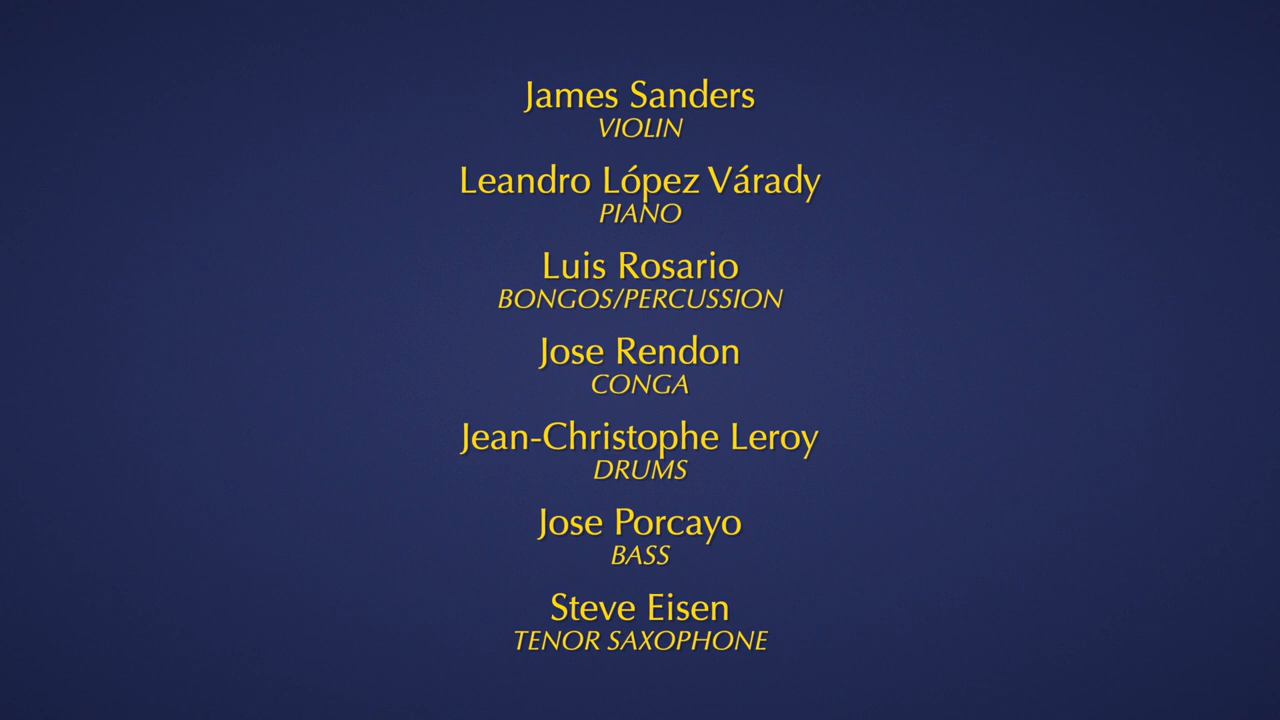 James Sanders
VIOLIN
Leandro López Várady
PIANO
Luis Rosario
BONGOS/PERCUSSION
Jose Rendon
CONGA
Jean-Christophe Leroy
DRUMS
Jose Porcayo
BASS
Steve Eisen
TENOR SAXOPHONE